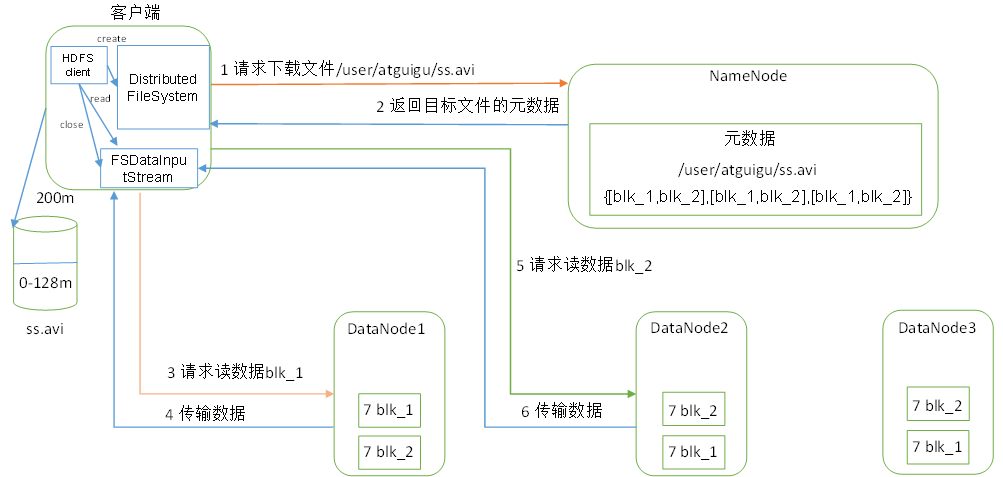 客户端
create
HDFS
client
Distributed
FileSystem
read
close
FSDataInpu
tStream
1 请求下载文件/user/atguigu/ss.avi
2 返回目标文件的元数据
NameNode
元数据
/user/atguigu/ss.avi
{[blk_1,blk_2],[blk_1,blk_2],[blk_1,blk_2]}
200m
0-128m
ss.avi
5 请求读数据blk_2
3 请求读数据blk_1
4 传输数据
DataNode1
7 blk_1
7 blk_2
6 传输数据
DataNode2
7 blk_2
7 blk_1
DataNode3
7 blk_2
7 blk_1